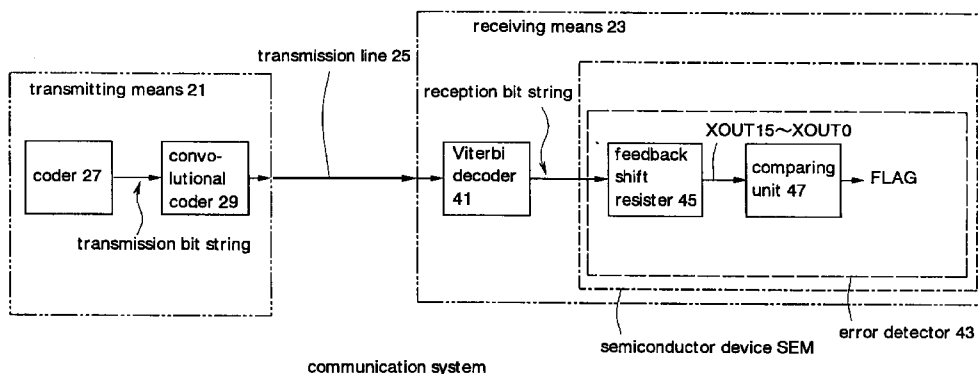 receiving means 23
transmission line 25
transmitting means 21
reception bit string
XOUT15~XOUT0
coder 27
convo-
lutional
coder 29
Viterbi
decoder
41
feedback
shift
resister 45
comparing
unit 47
FLAG
transmission bit string
error detector 43
semiconductor device SEM
communication system